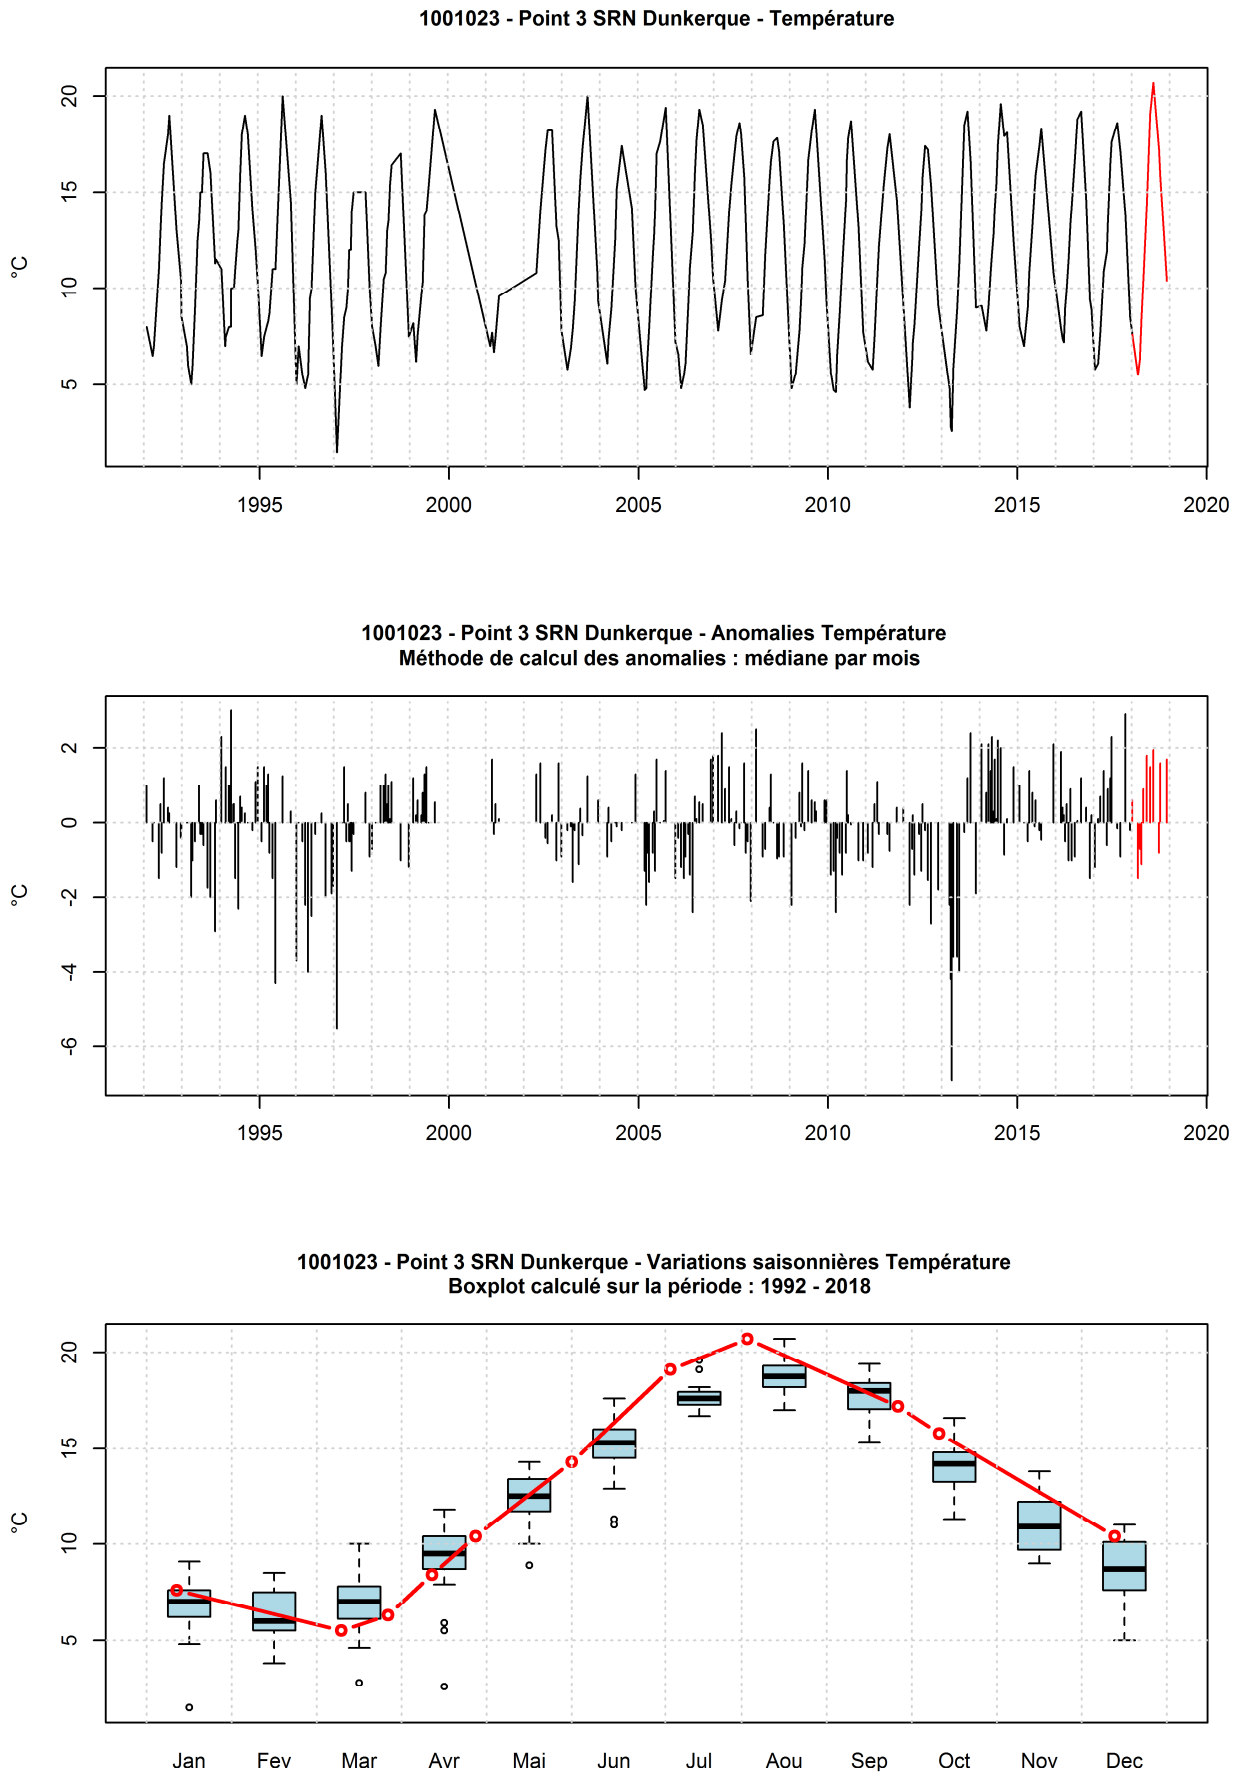 1001023 - Point 3 SRN Dunkerque - Température
20
15
10
5
°C
1995 2000 2005 2010 2015 2020
1001023 - Point 3 SRN Dunkerque - Anomalies Température
Méthode de calcul des anomalies : médiane par mois
2
0
-2
-4
-6
°C
1995 2000 2005 2010 2015 2020
1001023 - Point 3 SRN Dunkerque - Variations saisonnières Température
Boxplot calculé sur la période : 1992 - 2018
20
15
10
5
°C
Jan Fev Mar Avr Mai Jun Jul Aou Sep Oct Nov Dec